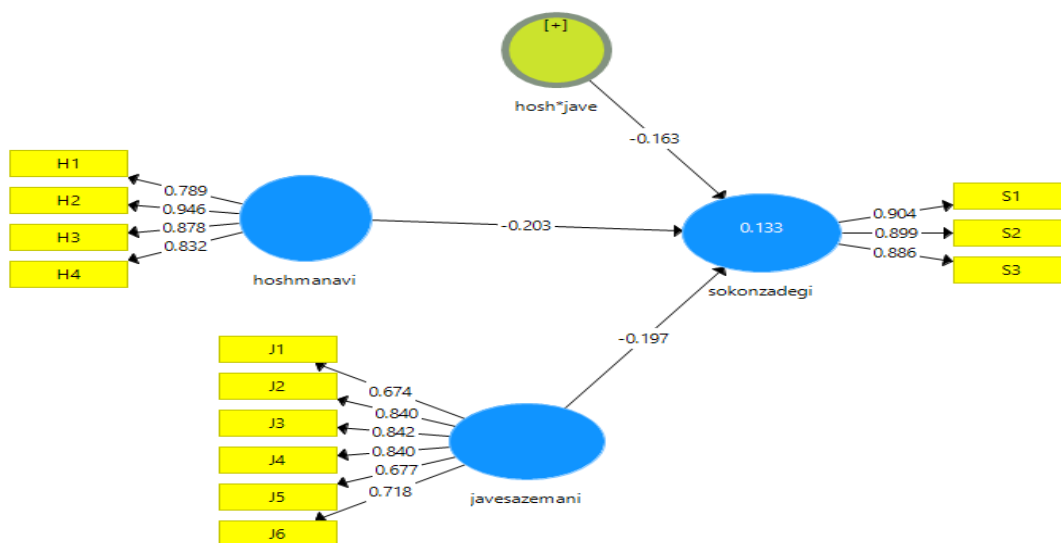 [+]
hosh*jave
-0.163
H1
H2
H3
H4
0.789
0.946
0.878
0.832
hoshmanavi
-0.203
0.133
sokonzadegi
0.904
0.899
0.886
S1
S2
S3
-0.197
J1
J2
J3
J4
J5
J6
0.674
0.840
0.842
0.840
0.677
0.718
javesazemani